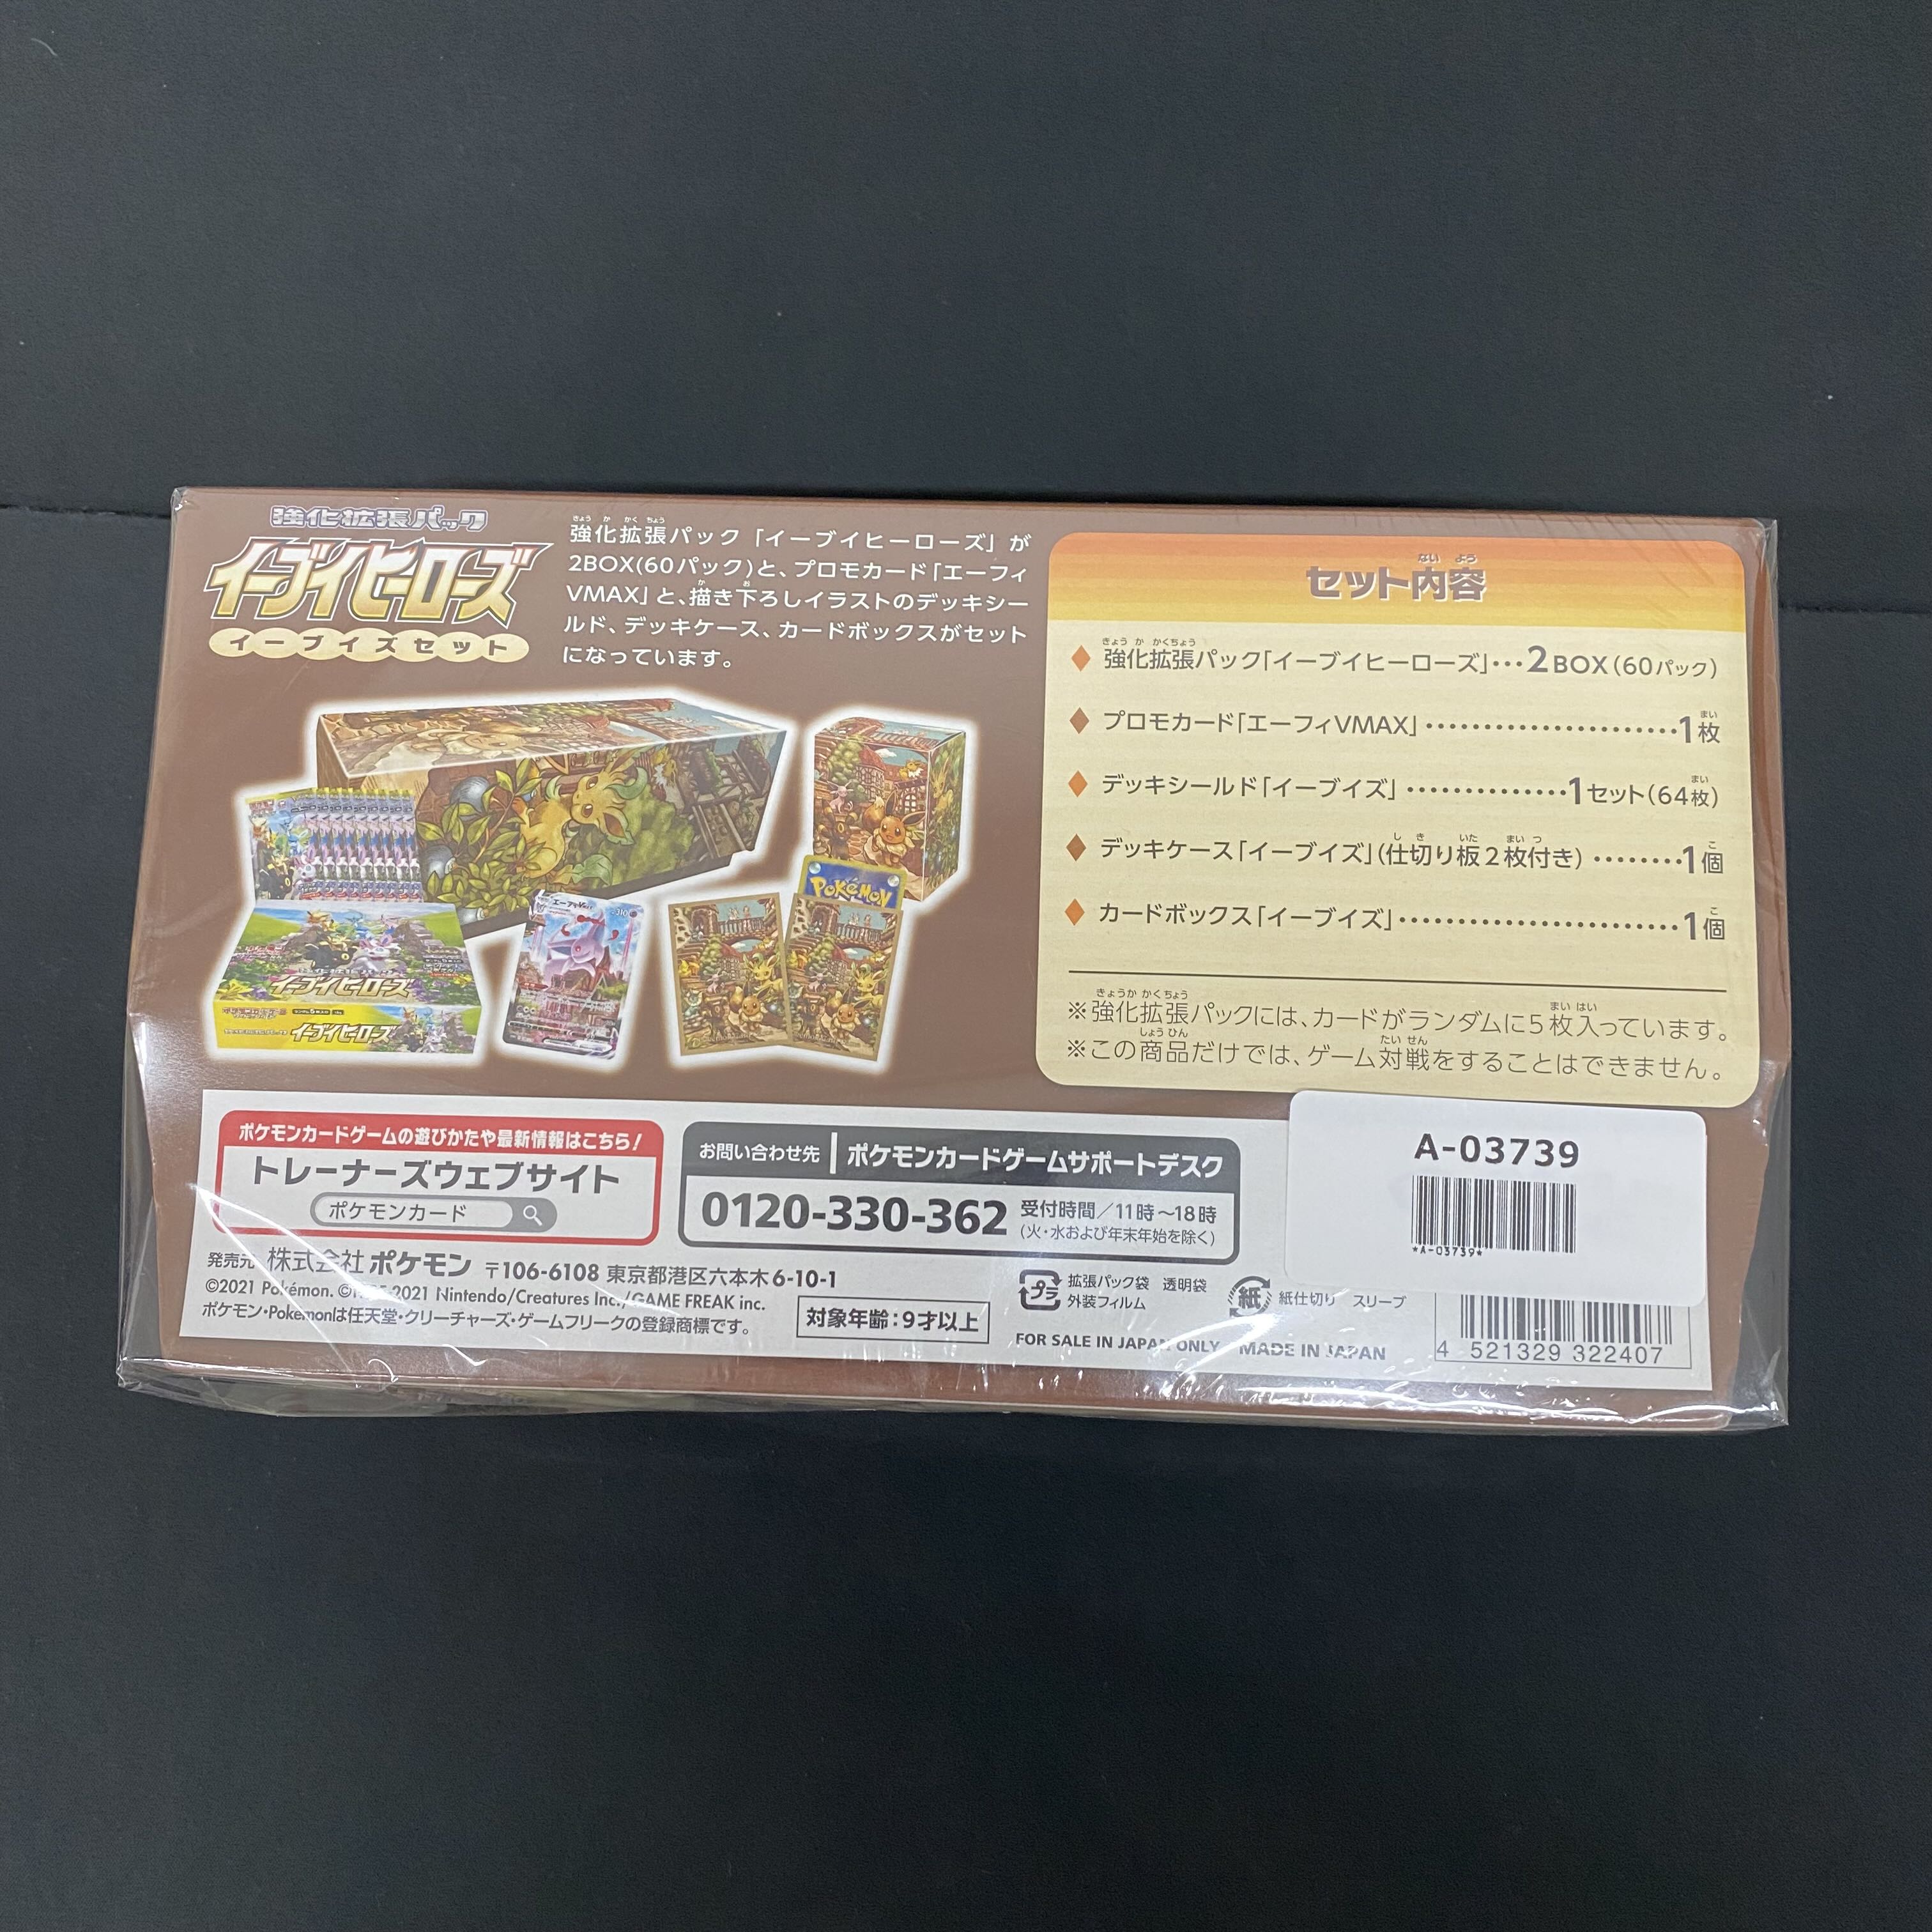 強化拡張パック
イーブイヒーローズ
イーブイズセット
強化拡張パック「イーブイヒーローズ」が
2BOX(60パック)と、プロモカード「エーフィ
VMAX」と、描き下ろしイラストのデッキシー
ルド、デッキケース、カードボックスがセット
になっています。
セット内容
強化拡張パック「イーブイヒーローズ」…2BOX(60パック)
プロモカード「エーフィVMAX」…………………………1枚
デッキシールド「イーブイズ」………………1セット(64枚)
デッキケース「イーブイズ」(仕切り板2枚付き)………1個
カードボックス「イーブイズ」……………………………1個
※強化拡張パックには、カードがランダムに5枚入っています。
※この商品だけでは、ゲーム対戦をすることはできません。
Pokémon
イーブイヒーローズ
イーブイヒーローズ
ポケモンカードゲームの遊びかたや最新情報はこちら!
トレーナーズウェブサイト
ポケモンカード
お問い合わせ先 ポケモンカードゲームサポートデスク
0120-330-362 受付時間/11時~18時
(火・水および年末年始を除く)
発売元 株式会社ポケモン 〒106-6108 東京都港区六本木6-10-1
©2021 Pokémon. 2021 Nintendo/Creatures Inc./GAME FREAK inc.
ポケモン・Pokémonは任天堂・クリーチャーズ・ゲームフリークの登録商標です。
対象年齢:9才以上
プラ 拡張パック袋 透明袋
外装フィルム
紙 紙仕切り スリーブ
FOR SALE IN JAPAN ONLY MADE IN JAPAN
A-03739
*A-03739*
4 521329 322407